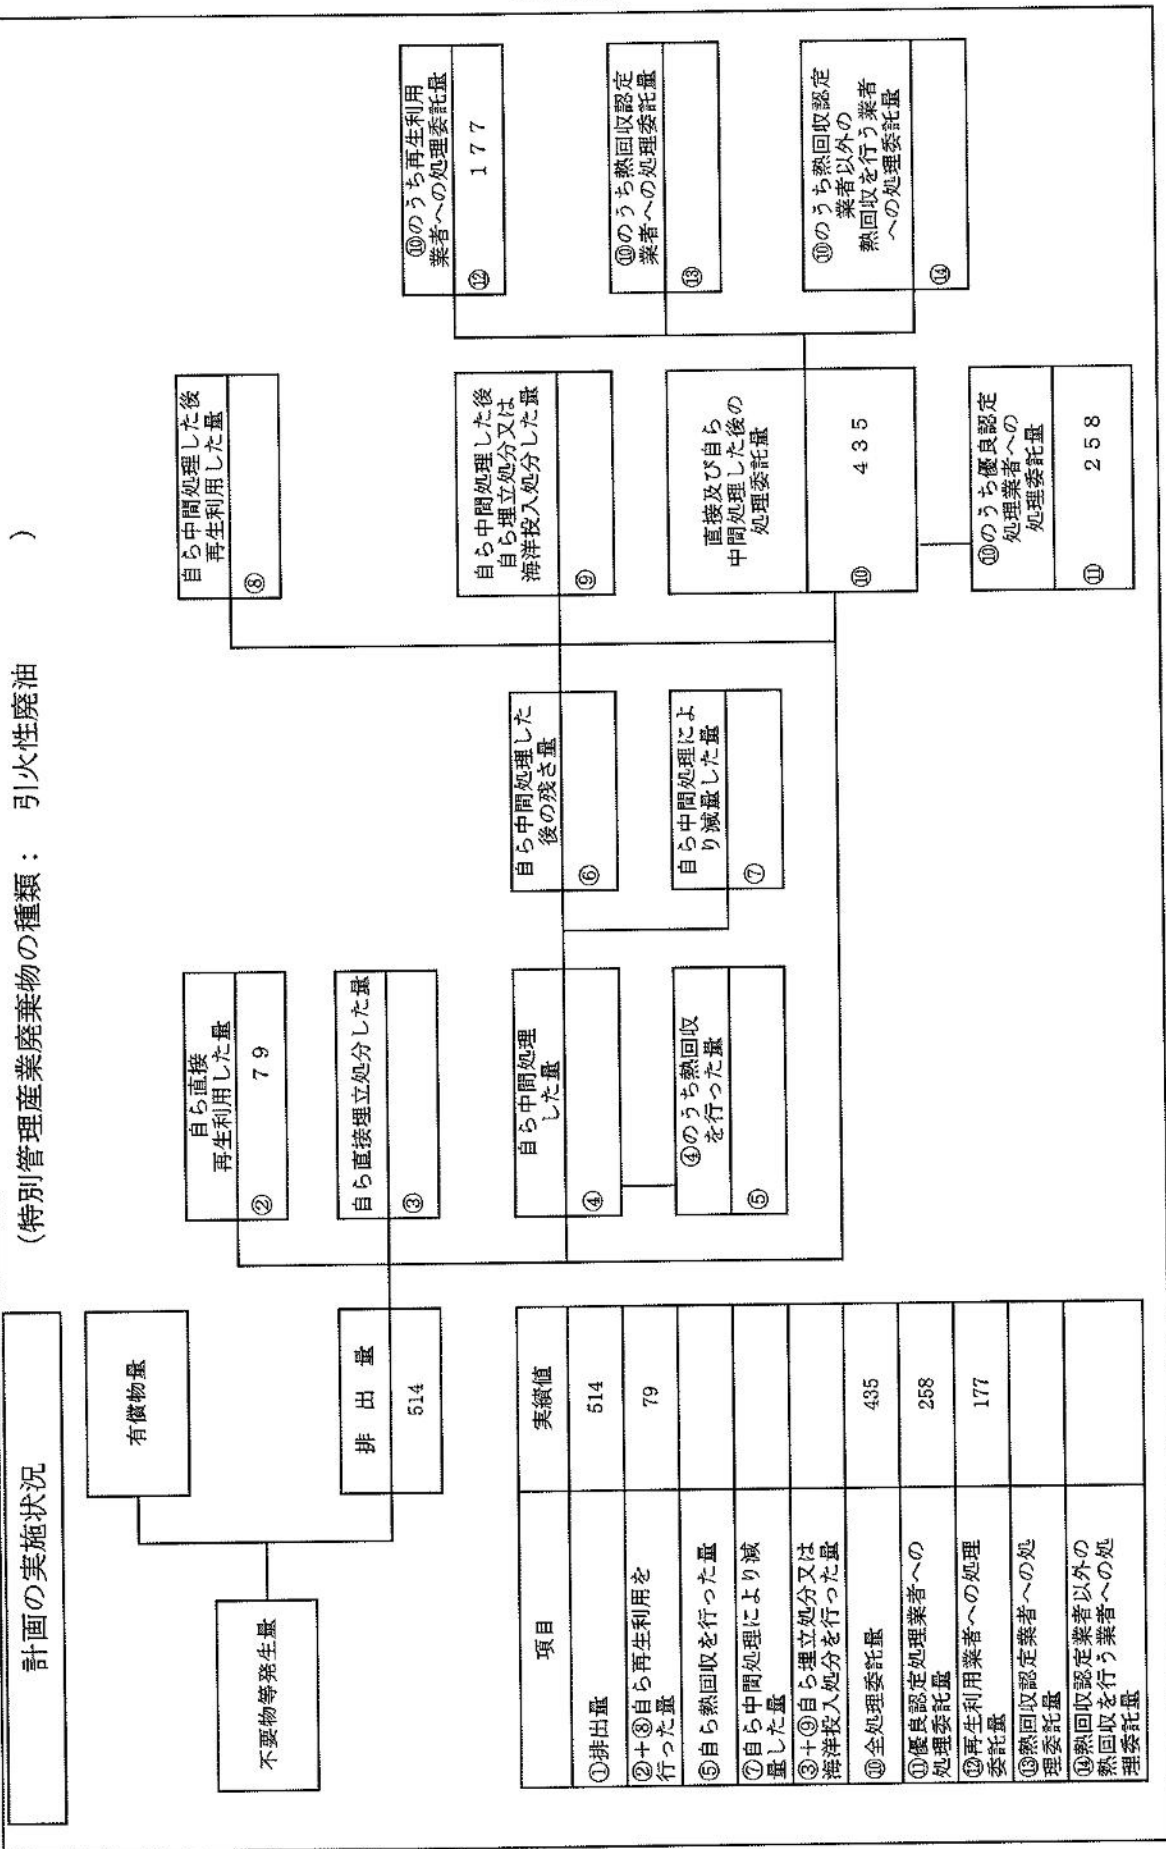 計画の実施状況
(特別管理産業廃棄物の種類： 引火性廃油 )
不要物等発生量
有償物量
排 出 量
514
自ら直接
再生利用した量
② 79
自ら直接埋立処分した量
③
自ら中間処理
した量
④
④のうち熱回収
を行った量
⑤
自ら中間処理した
後の残さ量
⑥
自ら中間処理によ
り減量した量
⑦
自ら中間処理した後
再生利用した量
⑧
自ら中間処理した後
自ら埋立処分又は
海洋投入処分した量
⑨
直接及び自ら
中間処理した後の
処理委託量
⑩ 435
⑩のうち優良認定
処理業者への
処理委託量
⑪ 258
⑩のうち再生利用
業者への処理委託量
⑫ 177
⑩のうち熱回収認定
業者への処理委託量
⑬
⑩のうち熱回収認定
業者以外の
熱回収を行う業者
への処理委託量
⑭
項目 実績値
①排出量 514
②+⑧自ら再生利用を
行った量 79
⑤自ら熱回収を行った量
⑦自ら中間処理により減
量した量
③+⑨自ら埋立処分又は
海洋投入処分を行った量
⑩全処理委託量 435
⑪優良認定処理業者への
処理委託量 258
⑫再生利用業者への処理
委託量 177
⑬熱回収認定業者への処
理委託量
⑭熱回収認定業者以外の
熱回収を行う業者への処
理委託量